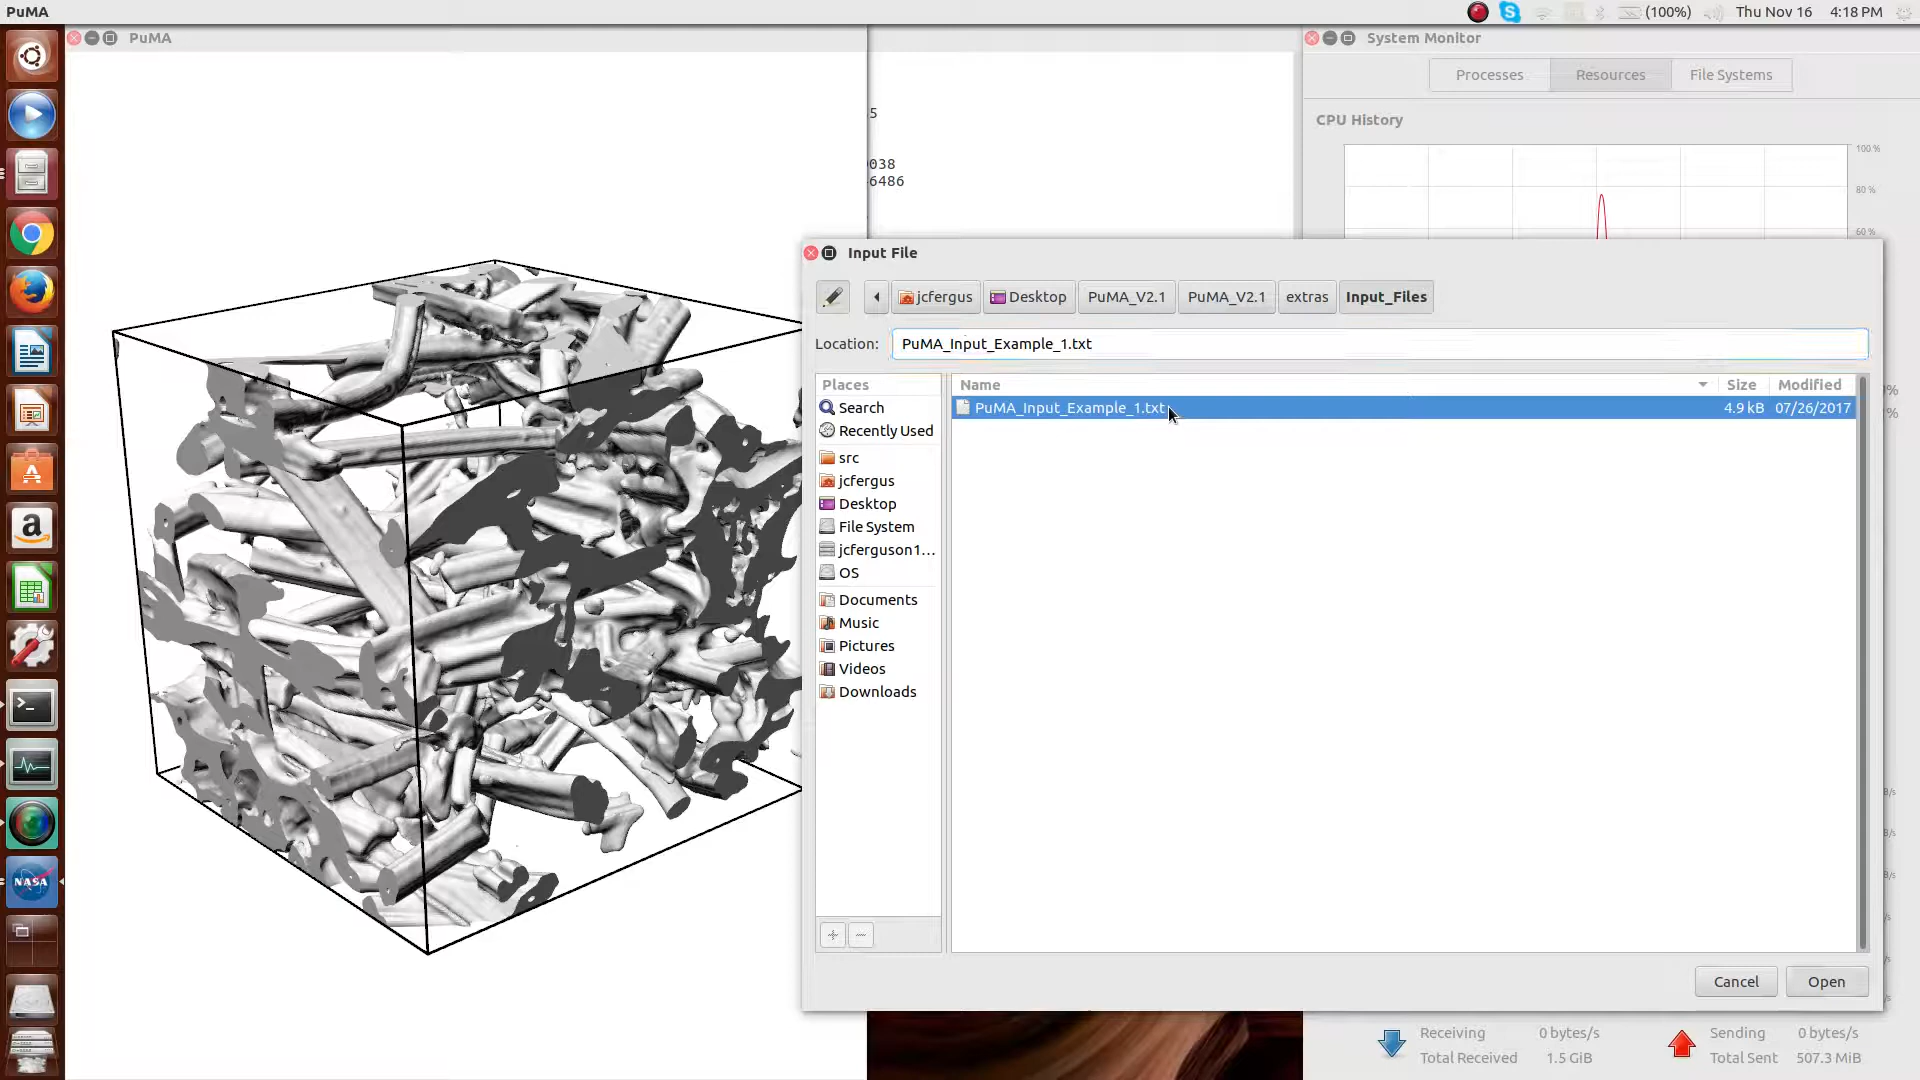 PuMA
(100%)
Thu Nov 16
4:18 PM
PuMA
5
038
6486
System Monitor
Processes
Resources
File Systems
CPU History
100 %
80 %
60 %
Input File
jcfergus
Desktop
PuMA_V2.1
PuMA_V2.1
extras
Input_Files
Location:
PuMA_Input_Example_1.txt
Places
Name
Size
Modified
Search
PuMA_Input_Example_1.txt
4.9 kB
07/26/2017
Recently Used
src
jcfergus
Desktop
File System
jcferguson1...
OS
Documents
Music
Pictures
Videos
Downloads
Cancel
Open
NASA
Receiving
0 bytes/s
Total Received
1.5 GiB
Sending
0 bytes/s
Total Sent
507.3 MiB